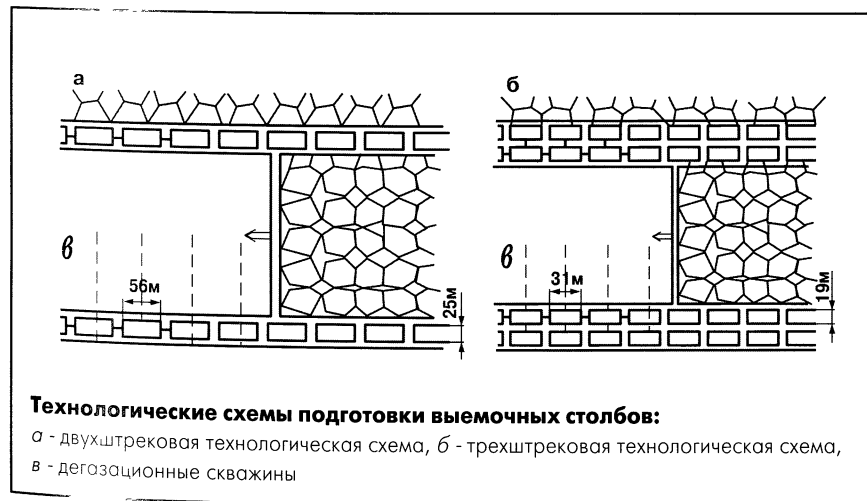 а
б
в
56м
25м
в
31м
19м
Технологические схемы подготовки выемочных столбов:
а - двухштрековая технологическая схема, б - трехштрековая технологическая схема,
в - дегазационные скважины